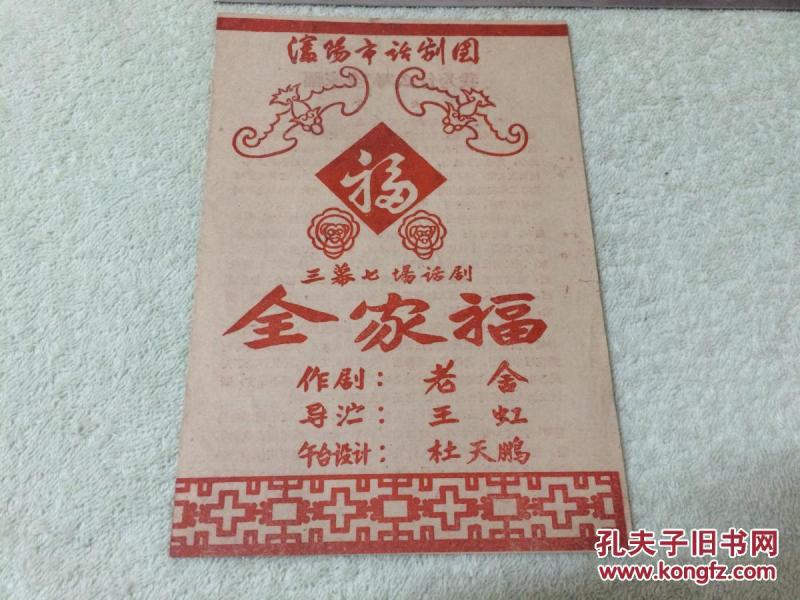 瀋陽市话剧团
福
三幕七場话剧
全家福
作剧：老舍
导沪：王虹
午台设计：杜天鹏
孔夫子旧书网
www.kongfz.com